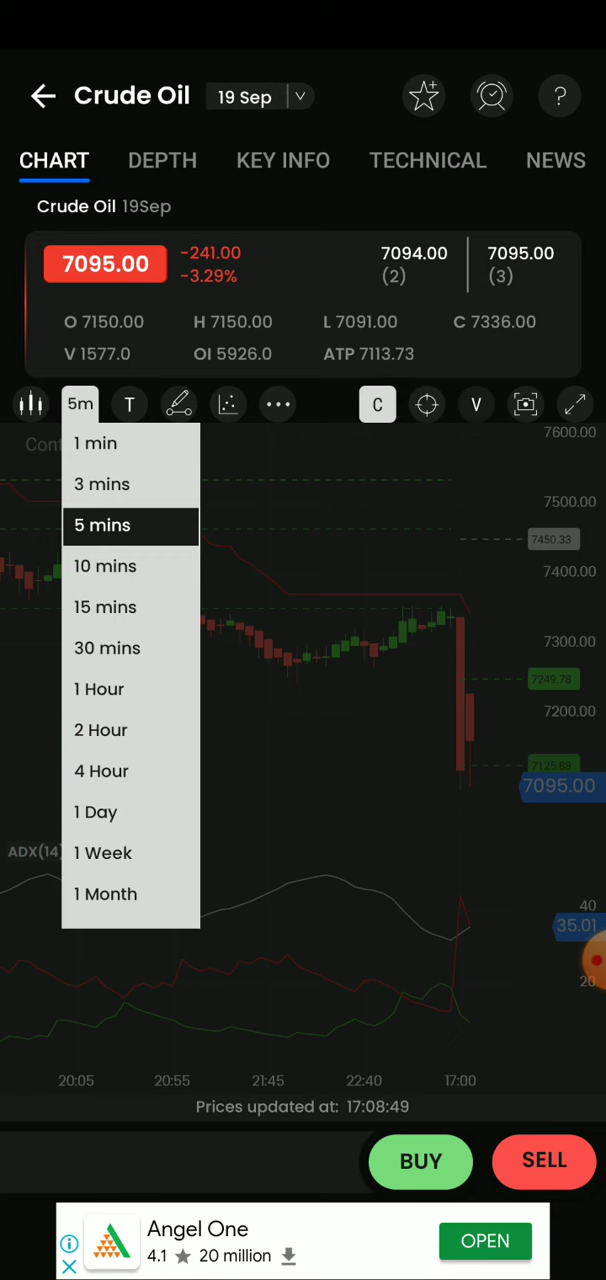 Crude Oil 19 Sep
?
CHART DEPTH KEY INFO TECHNICAL NEWS
Crude Oil 19Sep
7095.00 -241.00 7094.00 7095.00
-3.29% (2) (3)
O 7150.00 H 7150.00 L 7091.00 C 7336.00
V 1577.0 OI 5926.0 ATP 7113.73
5m T C V
Cont
1 min
3 mins
5 mins
10 mins
15 mins
30 mins
1 Hour
2 Hour
4 Hour
1 Day
1 Week
1 Month
7600.00
7500.00
7450.33
7400.00
7300.00
7249.78
7200.00
7125.68
7095.00
ADX(14)
40
35.01
20
20:05 20:55 21:45 22:40 17:00
Prices updated at: 17:08:49
BUY SELL
Angel One
4.1 ★ 20 million
OPEN